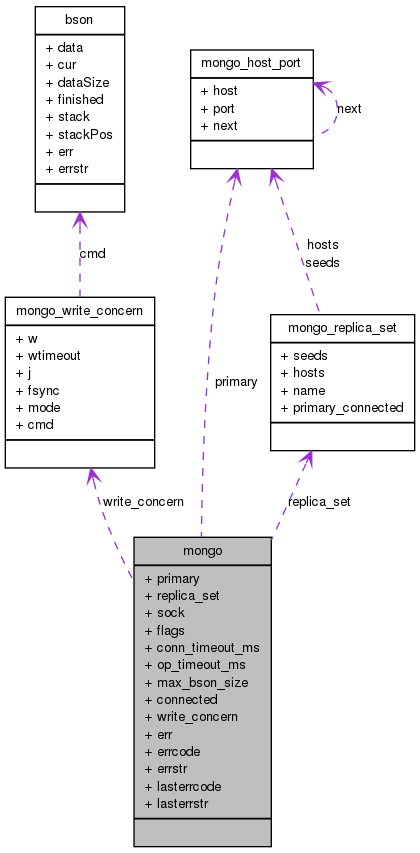 bson
+ data
+ cur
+ dataSize
+ finished
+ stack
+ stackPos
+ err
+ errstr
mongo_host_port
+ host
+ port
+ next
next
cmd
hosts
seeds
mongo_write_concern
+ w
+ wtimeout
+ j
+ fsync
+ mode
+ cmd
mongo_replica_set
+ seeds
+ hosts
+ name
+ primary_connected
primary
write_concern
replica_set
mongo
+ primary
+ replica_set
+ sock
+ flags
+ conn_timeout_ms
+ op_timeout_ms
+ max_bson_size
+ connected
+ write_concern
+ err
+ errcode
+ errstr
+ lasterrcode
+ lasterrstr